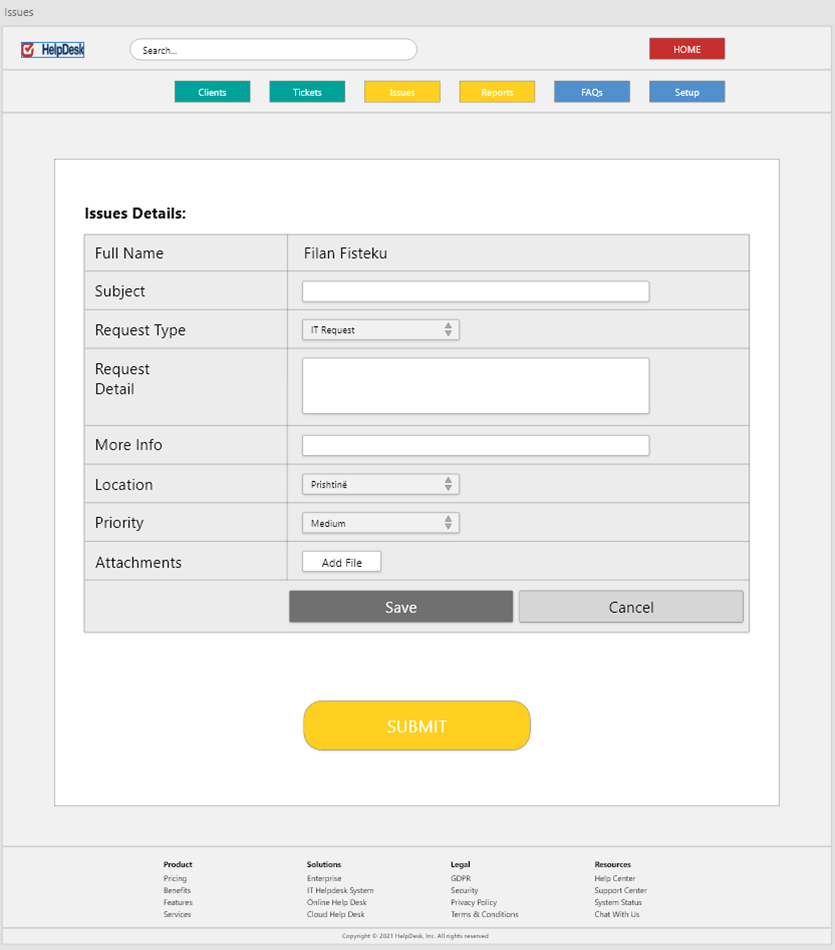 Issues
HelpDesk
Search...
HOME
Clients
Tickets
Issues
Reports
FAQs
Setup
Issues Details:
Full Name
Filan Fisteku
Subject
Request Type
IT Request
Request
Detail
More Info
Location
Prishtinë
Priority
Medium
Attachments
Add File
Save
Cancel
SUBMIT
Product
Pricing
Benefits
Features
Services
Solutions
Enterprise
IT Helpdesk System
Online Help Desk
Cloud Help Desk
Legal
GDPR
Security
Privacy Policy
Terms & Conditions
Resources
Help Center
Support Center
System Status
Chat With Us
Copyright © 2021 HelpDesk, Inc. All rights reserved